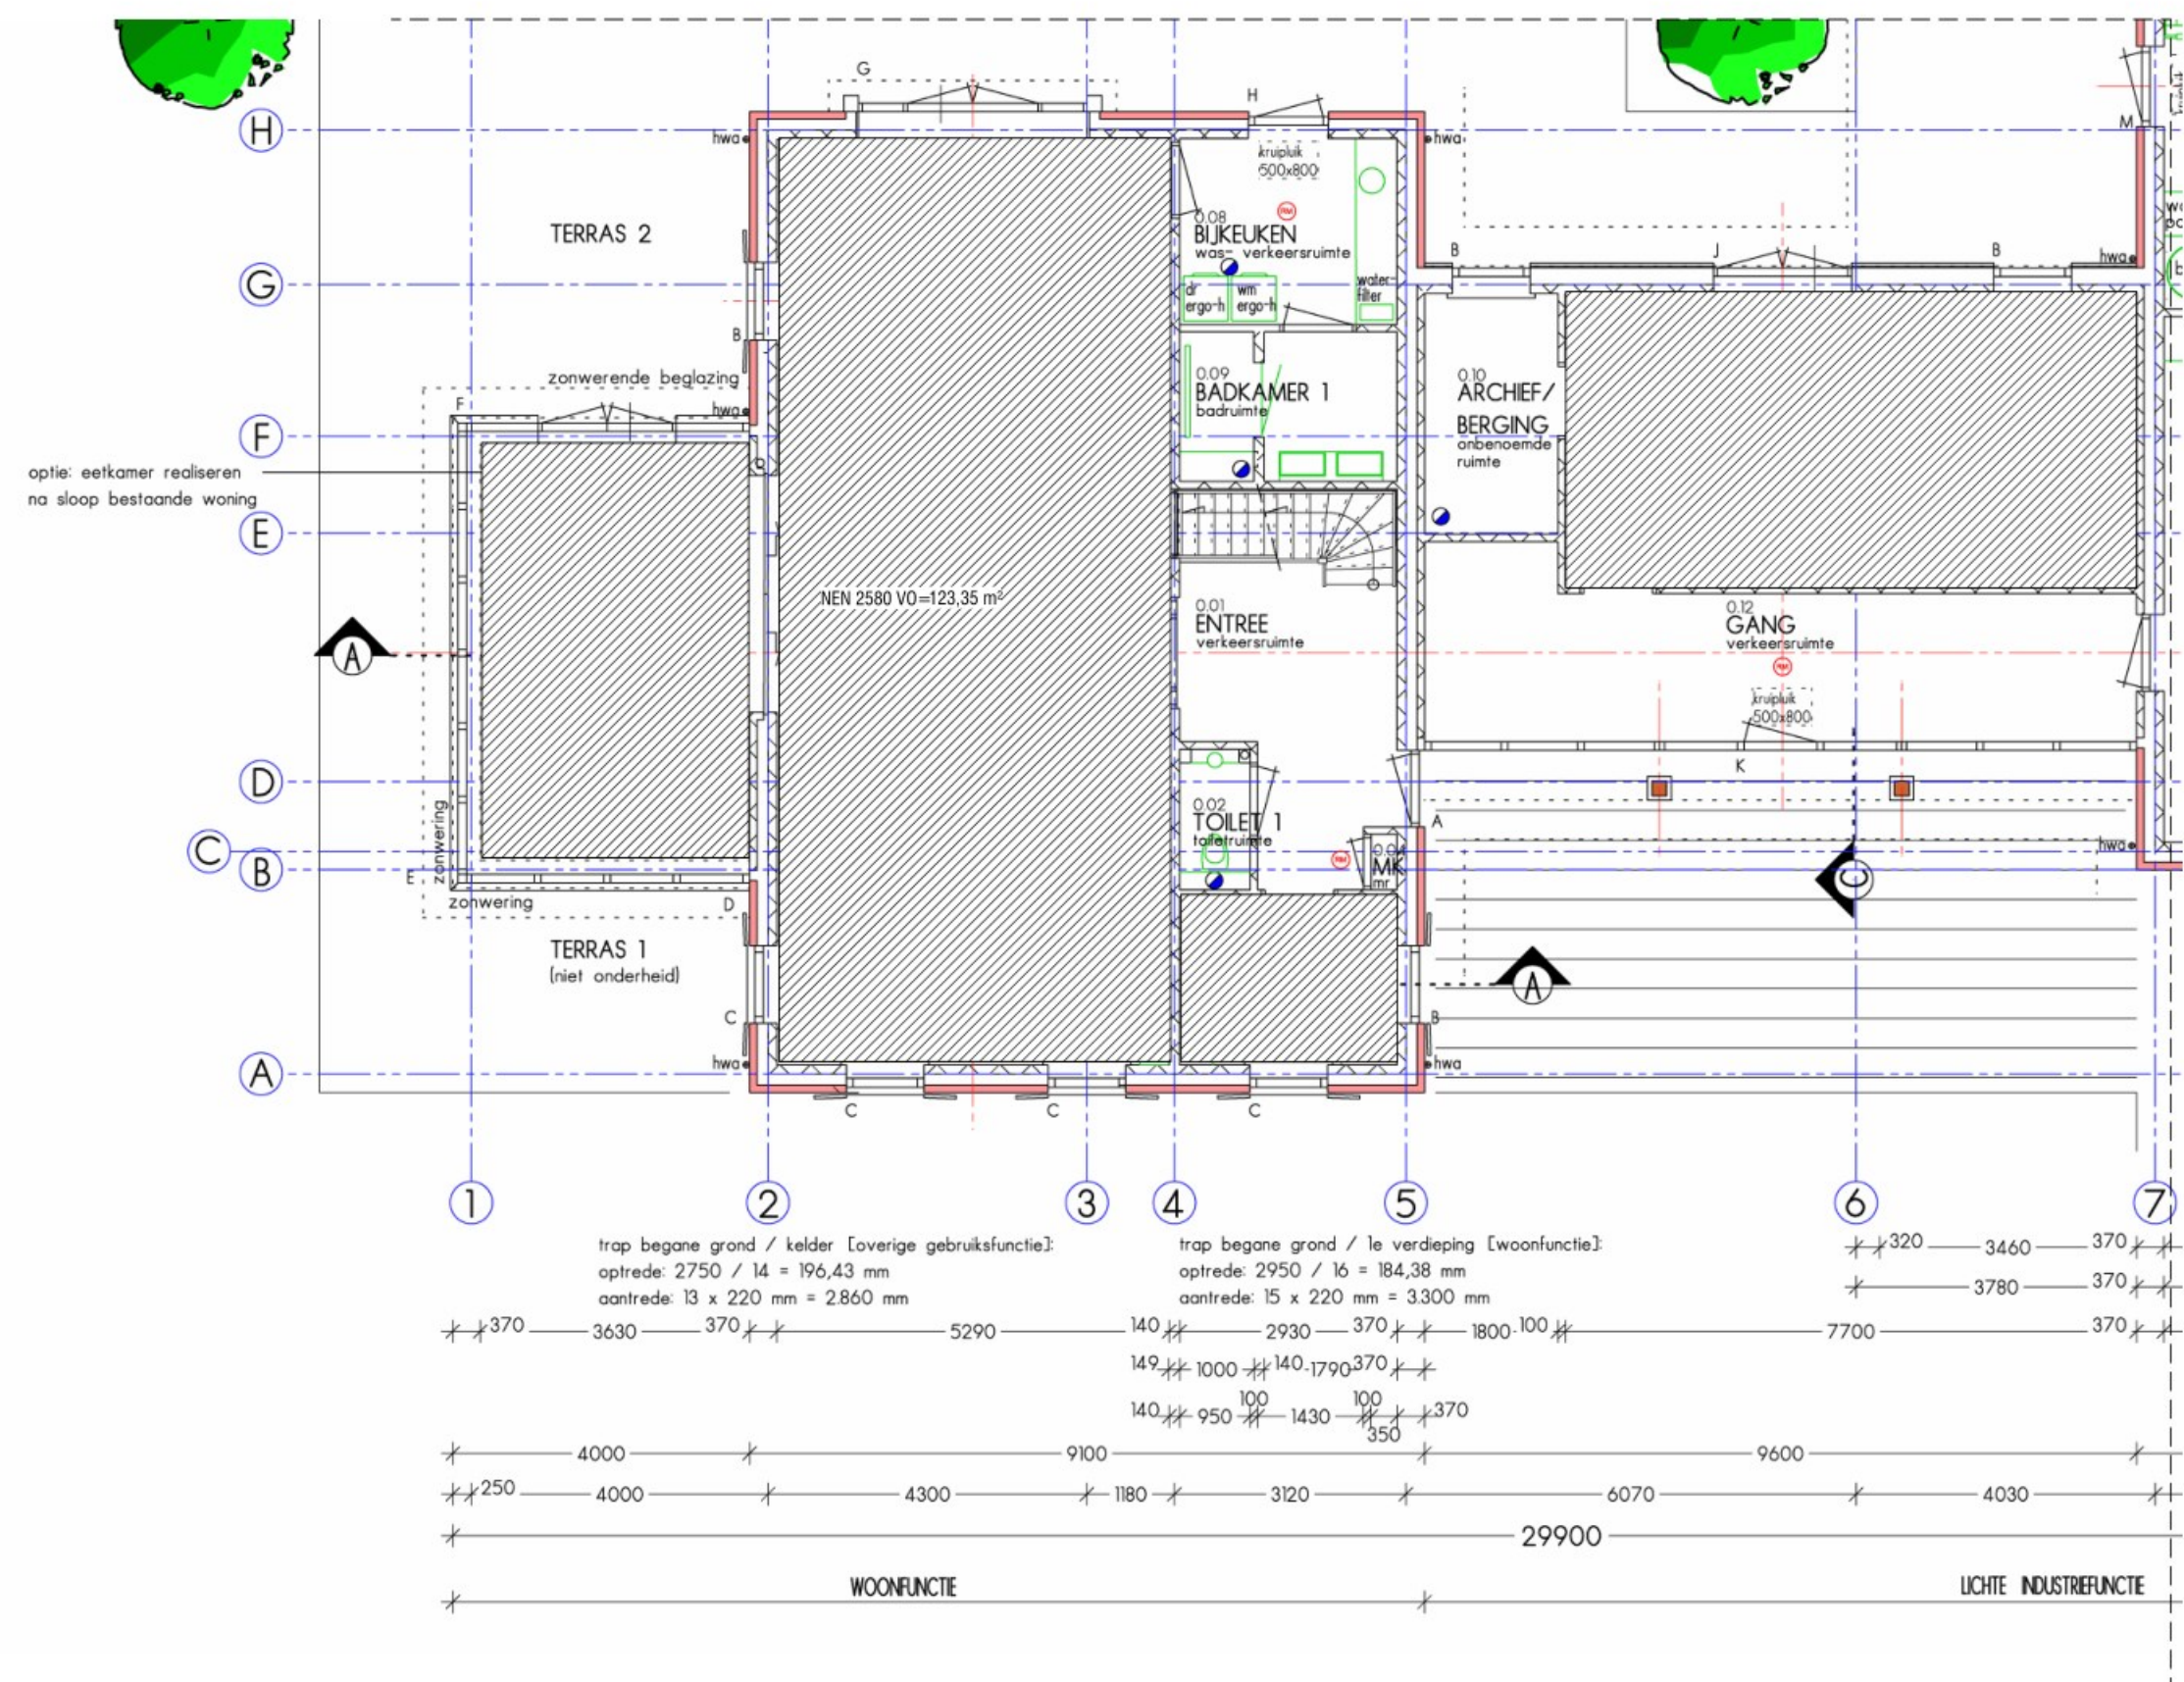 G
H
H
hwa
hwa
kruipluik
500x800
RM
M
TERRAS 2
0.08
BIJKEUKEN
was- verkeersruimte
B
J
B
hwa
G
dr
ergo-h
wm
ergo-h
water-
filter
B
zonwerende beglazing
hwa
F
F
0.09
BADKAMER 1
badruimte
0.10
ARCHIEF/
BERGING
onbenoemde
ruimte
optie: eetkamer realiseren
na sloop bestaande woning
E
NEN 2580 VO=123,35 m²
0.01
ENTREE
verkeersruimte
0.12
GANG
verkeersruimte
RM
A
kruipluik
500x800
K
D
0.02
TOILET 1
toiletruimte
A
RM
0.04
MK
mr
hwa
C
B
C
zonwering
E
zonwering
D
TERRAS 1
(niet onderheid)
A
C
B
A
hwa
hwa
C
C
C
1
2
3
4
5
6
7
trap begane grond / kelder [overige gebruiksfunctie]:
optrede: 2750 / 14 = 196,43 mm
aantrede: 13 x 220 mm = 2.860 mm
trap begane grond / 1e verdieping [woonfunctie]:
optrede: 2950 / 16 = 184,38 mm
aantrede: 15 x 220 mm = 3.300 mm
320 3460 370
3780 370
370 3630 370 5290 140 2930 370 1800 100 7700 370
149 1000 140 1790 370
140 950 100 1430 100 350 370
4000 9100 9600
250 4000 4300 1180 3120 6070 4030
29900
WOONFUNCTIE
LICHTE INDUSTRIEFUNCTIE